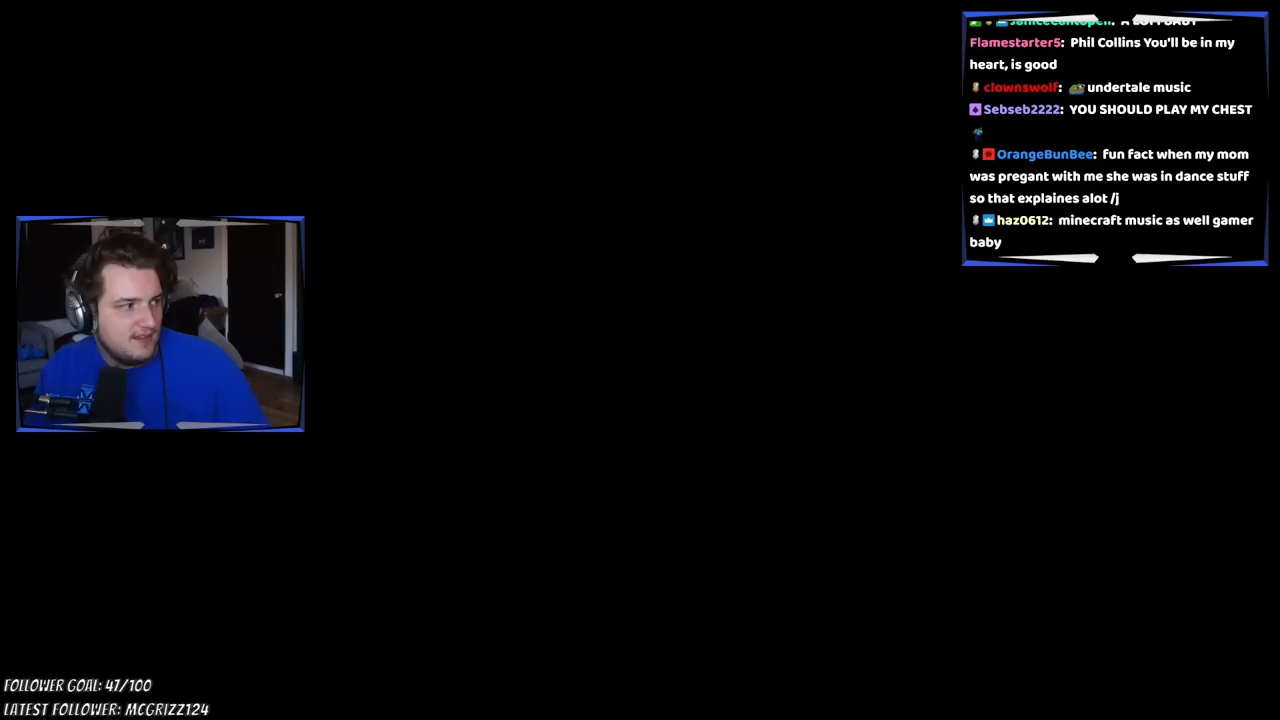 Flamestarter5: Phil Collins You'll be in my
heart, is good
clownswolf: undertale music
Sebseb2222: YOU SHOULD PLAY MY CHEST
OrangeBunBee: fun fact when my mom
was pregant with me she was in dance stuff
so that explaines alot /j
haz0612: minecraft music as well gamer
baby
FOLLOWER GOAL: 47/100
LATEST FOLLOWER: MCGRIZZ124